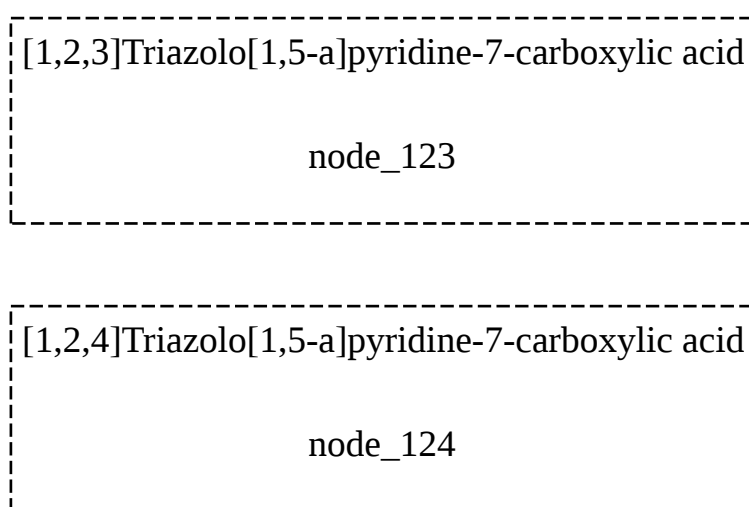 [1,2,3]Triazolo[1,5-a]pyridine-7-carboxylic acid
node_123
[1,2,4]Triazolo[1,5-a]pyridine-7-carboxylic acid
node_124